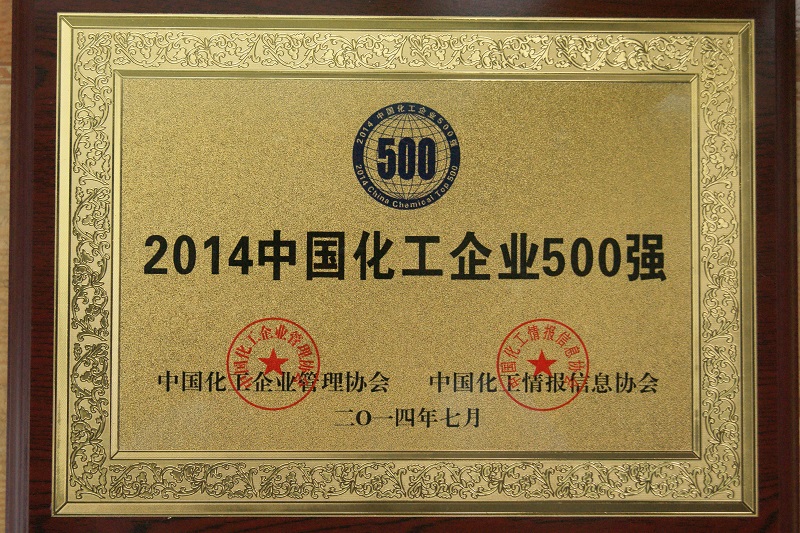 2014 中国化工企业500强
500
2014 China Chemical Top 500
2014中国化工企业500强
中国化工企业管理协会
中国化工情报信息协会
中国化工企业管理协会 中国化工情报信息协会
二O一四年七月